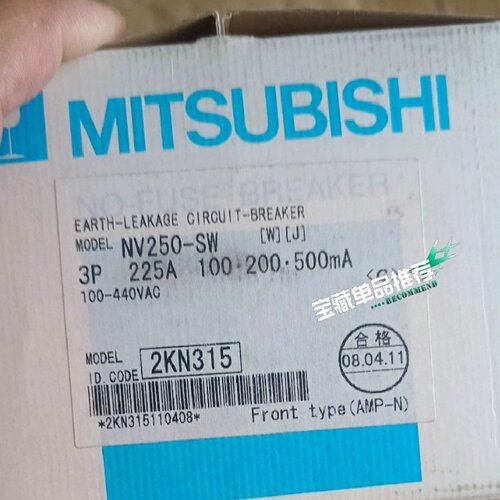 MITSUBISHI
NO-FUSE BREAKER
EARTH-LEAKAGE CIRCUIT-BREAKER
MODEL NV250-SW [W][J]
3P 225A 100·200·500mA
100-440VAC
宝藏单品推荐
RECOMMEND
合格
08.04.11
MODEL
ID.CODE 2KN315
*2KN315110408*
Front type(AMP-N)